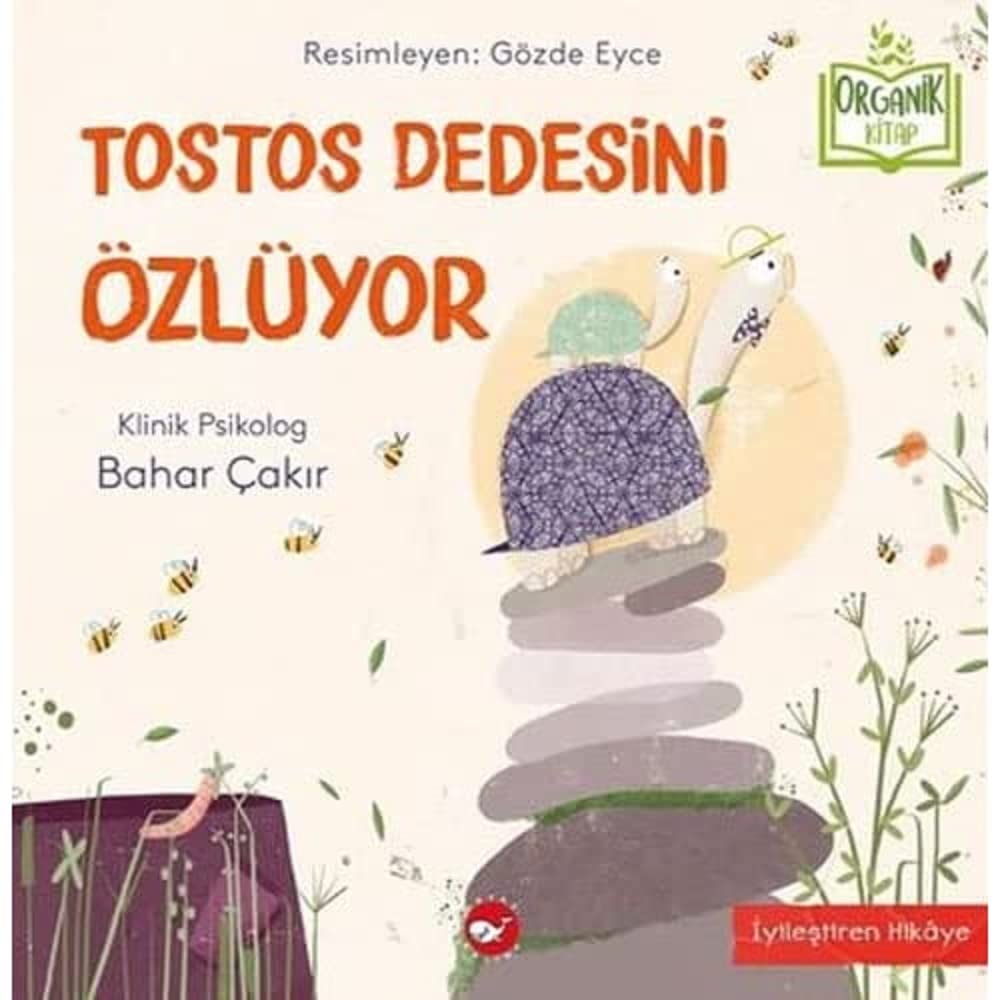 Resimleyen: Gözde Eyce
ORGANİK
KİTAP
TOSTOS DEDESİNİ
ÖZLÜYOR
Klinik Psikolog
Bahar Çakır
İyileştiren Hikâye